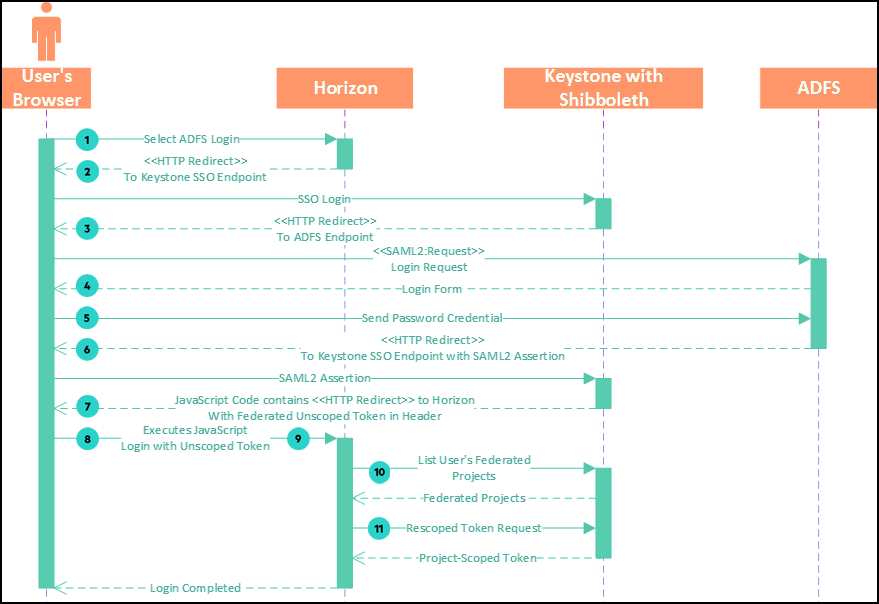 User's
Browser
Horizon
Keystone with
Shibboleth
ADFS
1 Select ADFS Login
<<HTTP Redirect>>
2 To Keystone SSO Endpoint
SSO Login
<<HTTP Redirect>>
3 To ADFS Endpoint
<<SAML2:Request>>
Login Request
4 Login Form
5 Send Password Credential
<<HTTP Redirect>>
6 To Keystone SSO Endpoint with SAML2 Assertion
SAML2 Assertion
7 JavaScript Code contains <<HTTP Redirect>> to Horizon
With Federated Unscoped Token in Header
8 Executes JavaScript 9
Login with Unscoped Token
10 List User's Federated
Projects
Federated Projects
11 Rescoped Token Request
Project-Scoped Token
Login Completed